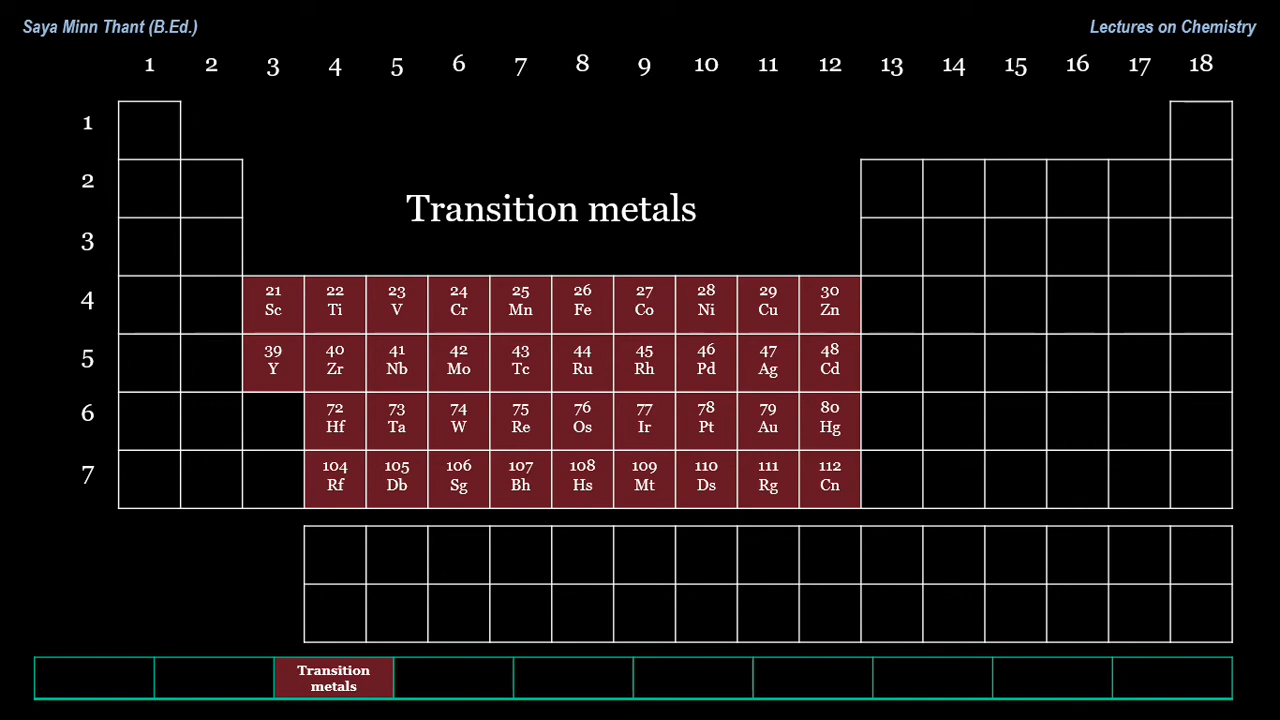 Saya Minn Thant (B.Ed.)
Lectures on Chemistry
1 2 3 4 5 6 7 8 9 10 11 12 13 14 15 16 17 18
1
2
Transition metals
3
4
21 22 23 24 25 26 27 28 29 30
Sc Ti V Cr Mn Fe Co Ni Cu Zn
5
39 40 41 42 43 44 45 46 47 48
Y Zr Nb Mo Tc Ru Rh Pd Ag Cd
6
72 73 74 75 76 77 78 79 80
Hf Ta W Re Os Ir Pt Au Hg
7
104 105 106 107 108 109 110 111 112
Rf Db Sg Bh Hs Mt Ds Rg Cn
Transition
metals